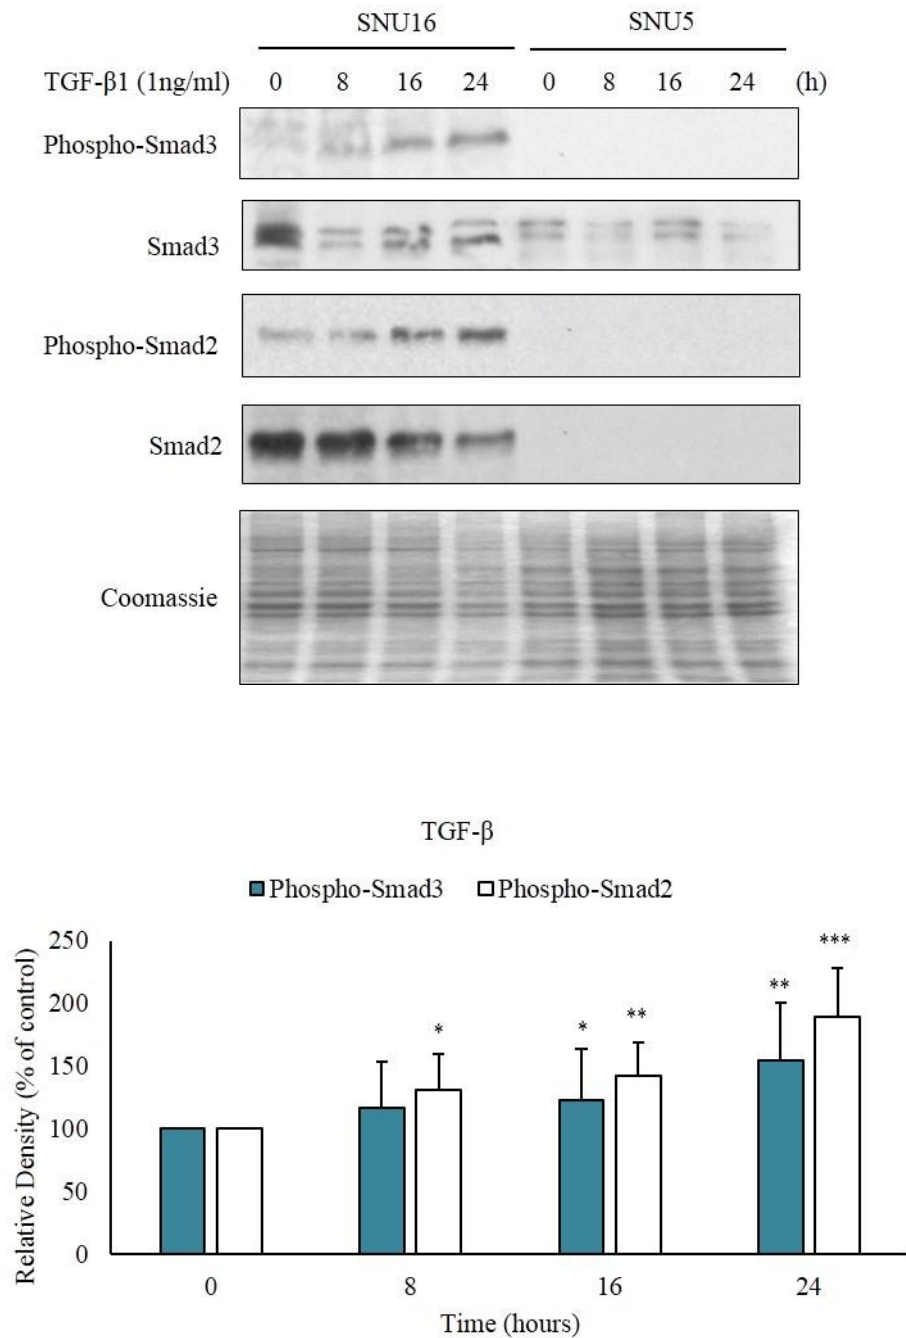 SNU16 SNU5
TGF-β1 (1ng/ml) 0 8 16 24 0 8 16 24 (h)
Phospho-Smad3
Smad3
Phospho-Smad2
Smad2
Coomassie
TGF-β
Phospho-Smad3 Phospho-Smad2
Relative Density (% of control)
250
200
150
100
50
0
* * ** ** ***
0 8 16 24
Time (hours)